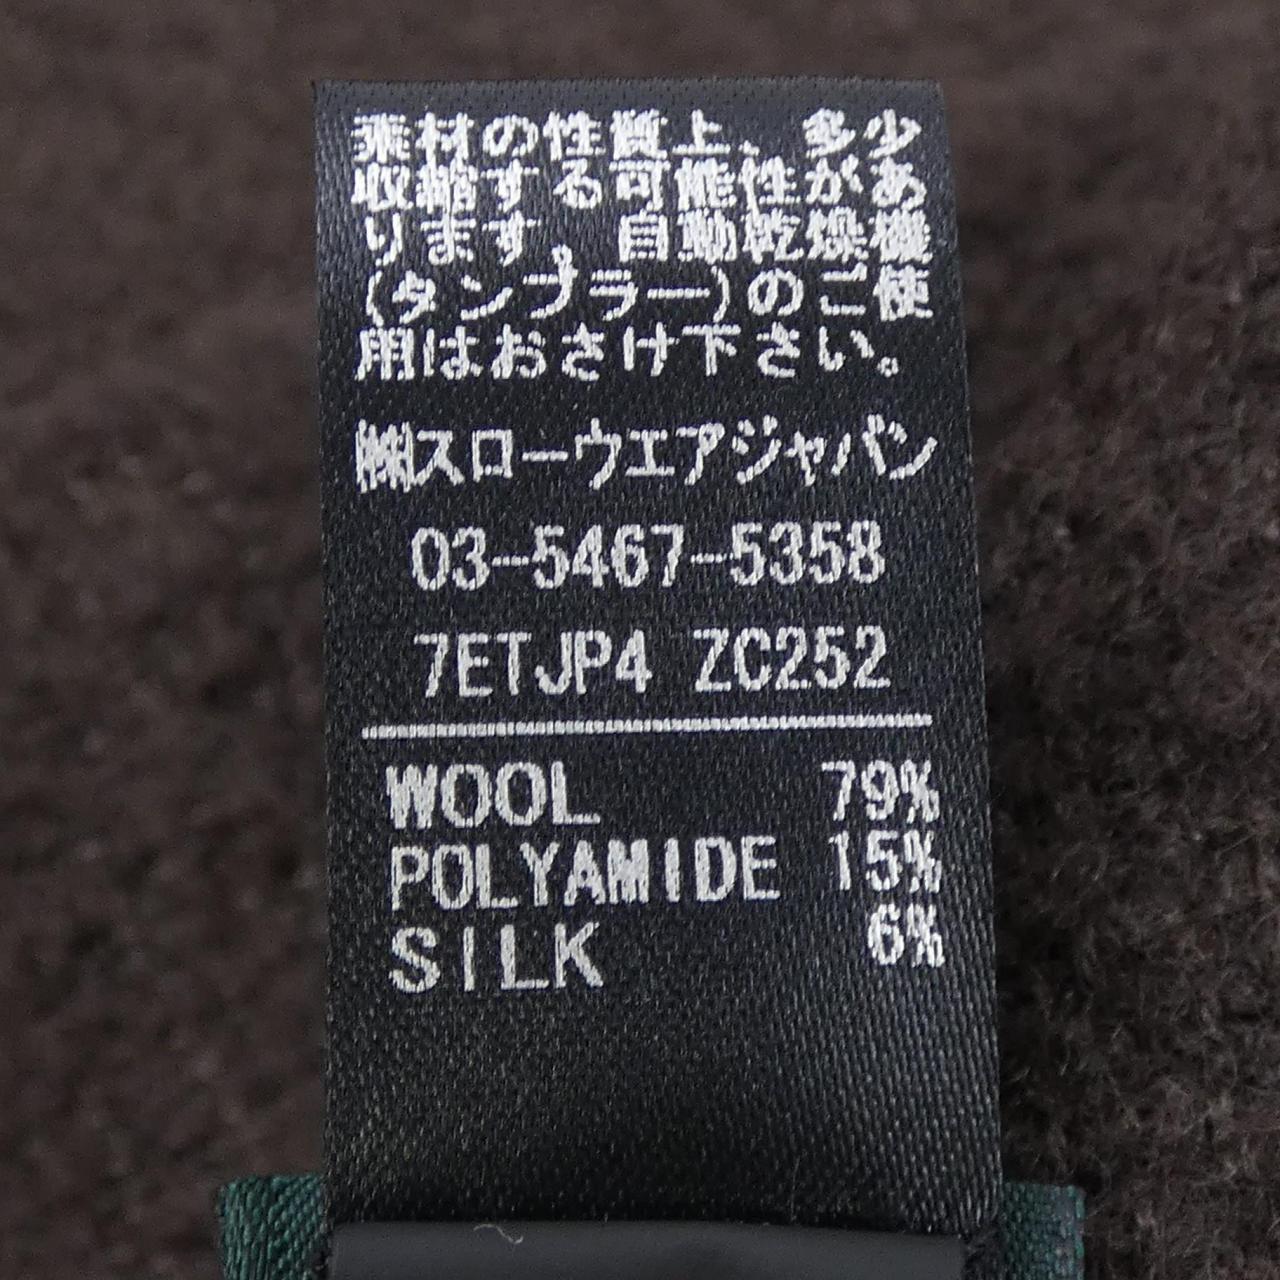 素材の性質上、多少
収縮する可能性があ
ります。自動乾燥機
(タンブラー)のご使
用はおさけ下さい。
㈱スローウエアジャパン
03-5467-5358
7ETJP4 ZC252
WOOL 79%
POLYAMIDE 15%
SILK 6%